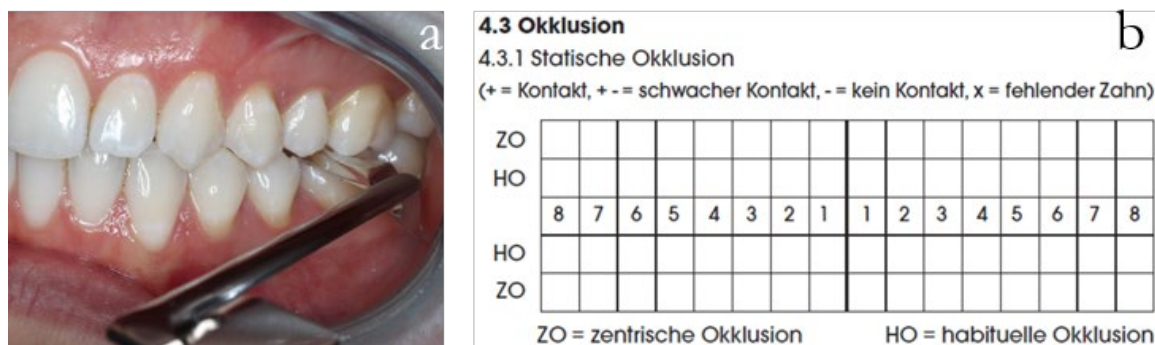 a
b
4.3 Okklusion
4.3.1 Statische Okklusion
(+ = Kontakt, + - = schwacher Kontakt, - = kein Kontakt, x = fehlender Zahn)
ZO
HO
8 7 6 5 4 3 2 1 1 2 3 4 5 6 7 8
HO
ZO
ZO = zentrische Okklusion HO = habituelle Okklusion